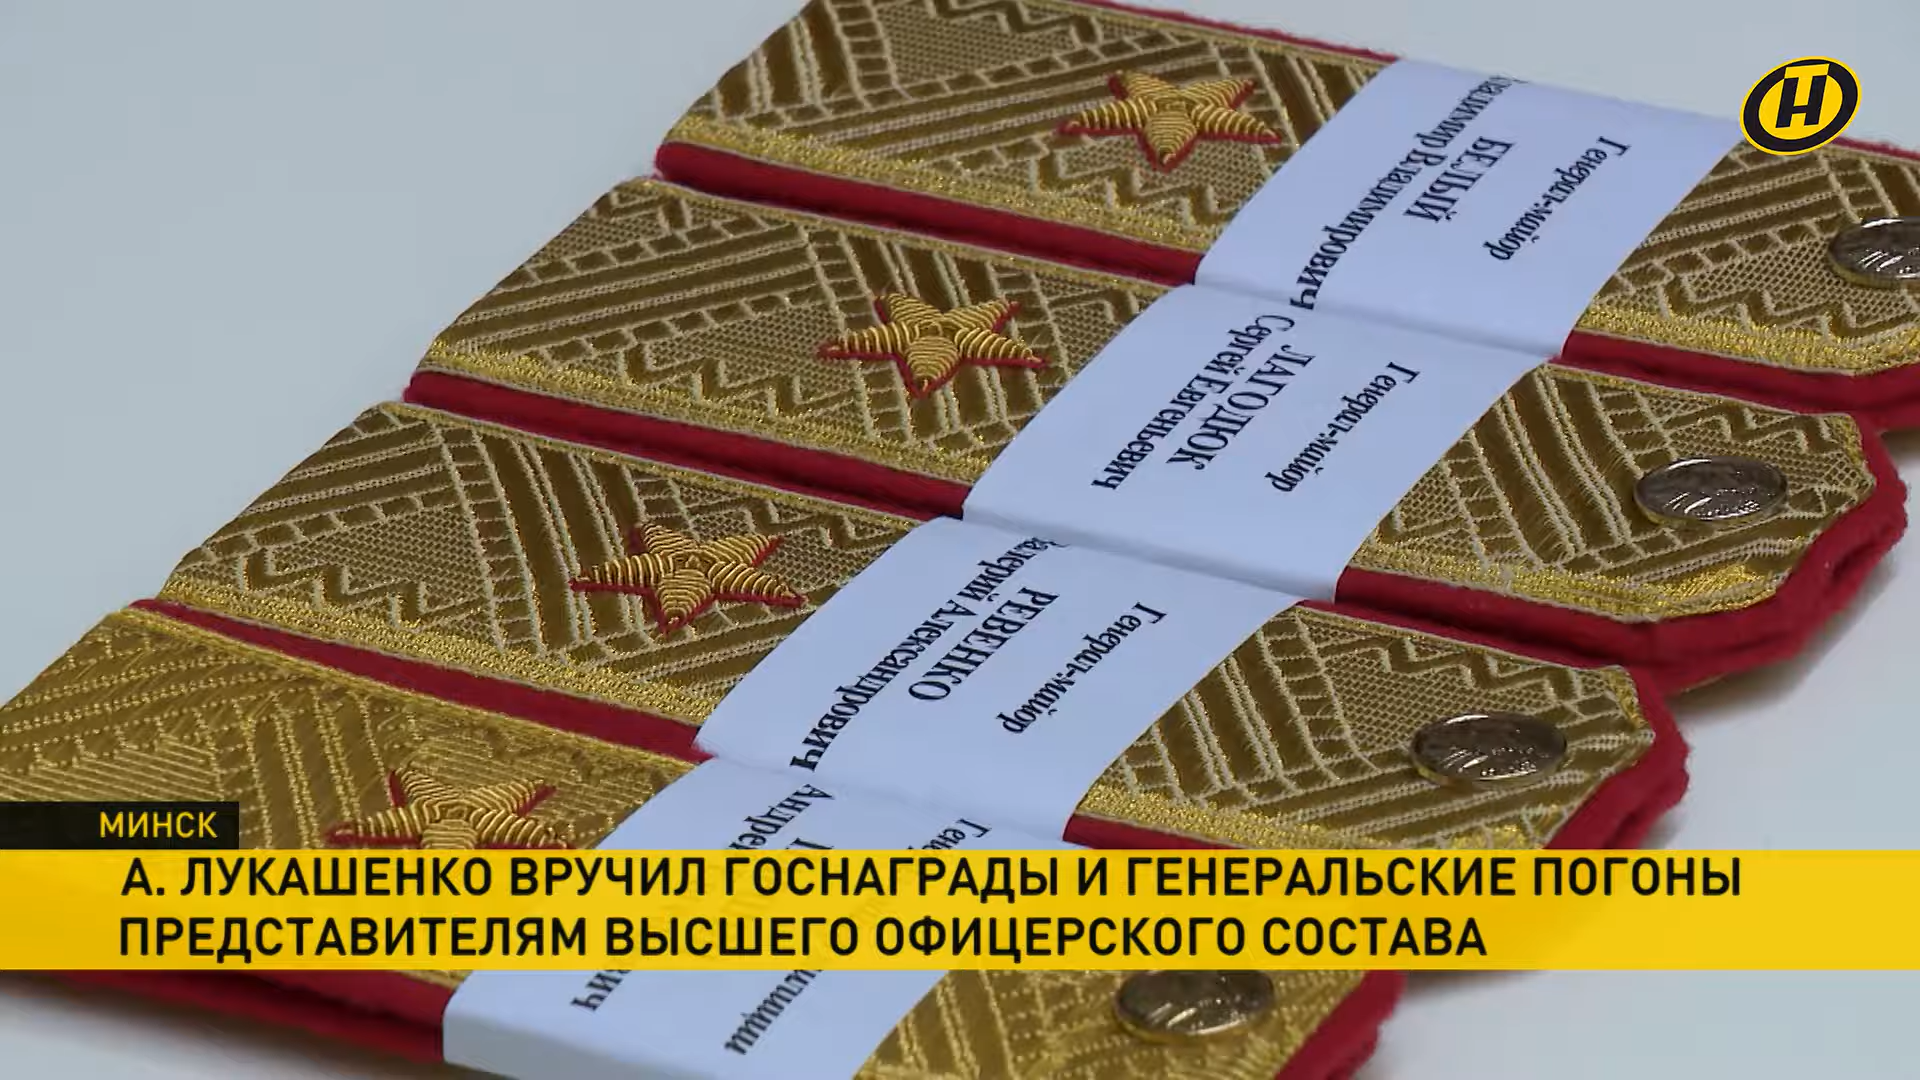 ОНТ
Генерал-майор
БЕЛЫЙ
Владимир Владимирович
Генерал-майор
ЛАГОДЮК
Сергей Евгеньевич
Генерал-майор
РЕВЕНКО
Валерий Александрович
МИНСК
А. ЛУКАШЕНКО ВРУЧИЛ ГОСНАГРАДЫ И ГЕНЕРАЛЬСКИЕ ПОГОНЫ
ПРЕДСТАВИТЕЛЯМ ВЫСШЕГО ОФИЦЕРСКОГО СОСТАВА